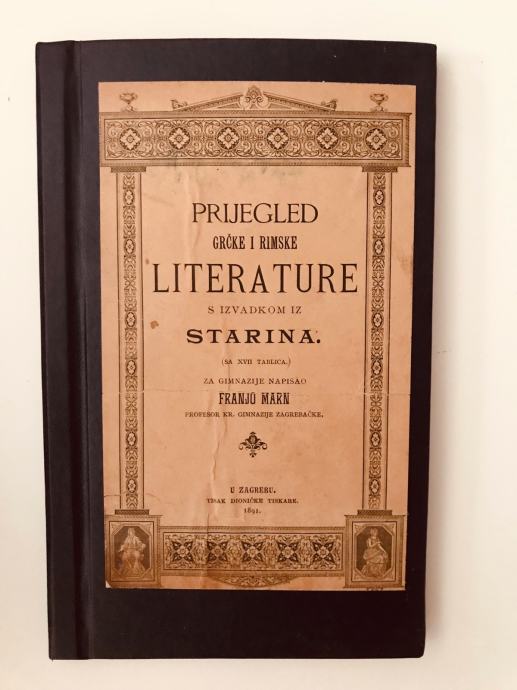 PRIJEGLED
GRČKE I RIMSKE
LITERATURE
S IZVADKOM IZ
STARINA.
(SA XVII TABLICA.)
ZA GIMNAZIJE NAPISAO
FRANJO MARN
PROFESOR KR. GIMNAZIJE ZAGREBAČKE.
U ZAGREBU.
TISAK DIONIČKE TISKARE.
1891.